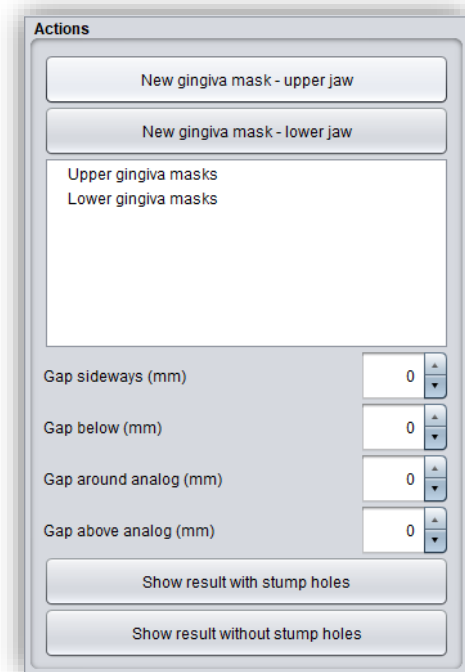 Actions
New gingiva mask - upper jaw
New gingiva mask - lower jaw
Upper gingiva masks
Lower gingiva masks
Gap sideways (mm) 0
Gap below (mm) 0
Gap around analog (mm) 0
Gap above analog (mm) 0
Show result with stump holes
Show result without stump holes